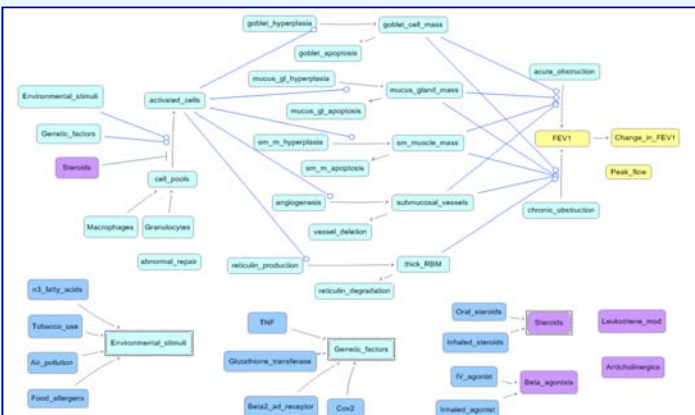 goblet_hyperplasia
goblet_cell_mass
goblet_apoptosis
acute_obstruction
mucus_gl_hyperplasia
mucus_gland_mass
Environmental_stimuli
activated_cells
mucus_gl_apoptosis
Genetic_factors
sm_m_hyperplasia
sm_muscle_mass
FEV1
Change_in_FEV1
Steroids
sm_m_apoptosis
cell_pools
Peak_flow
angiogenesis
submucosal_vessels
chronic_obstruction
Macrophages
Granulocytes
vessel_deletion
abnormal_repair
reticulin_production
thick_RBM
reticulin_degradation
n3_fatty_acids
Tobacco_use
Environmental_stimuli
Air_pollution
Food_allergens
TNF
Glutathione_transferase
Genetic_factors
Beta2_ad_receptor
Cox2
Oral_steroids
Steroids
Inhaled_steroids
Leukotriene_mod
IV_agonist
Beta_agonists
Inhaled_agonist
Anticholinergics